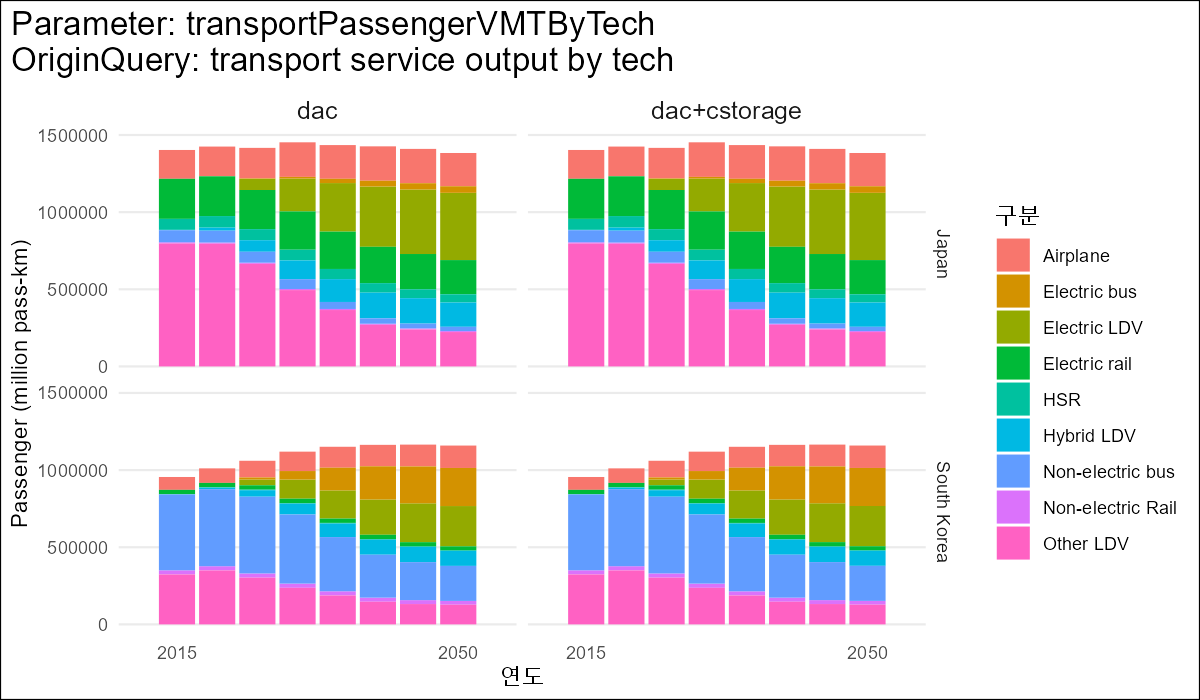 Parameter: transportPassengerVMTByTech
OriginQuery: transport service output by tech
dac
dac+cstorage
1500000
1000000
500000
0
Japan
1500000
1000000
500000
0
South Korea
2015
2050
2015
2050
연도
Passenger (million pass-km)
구분
Airplane
Electric bus
Electric LDV
Electric rail
HSR
Hybrid LDV
Non-electric bus
Non-electric Rail
Other LDV